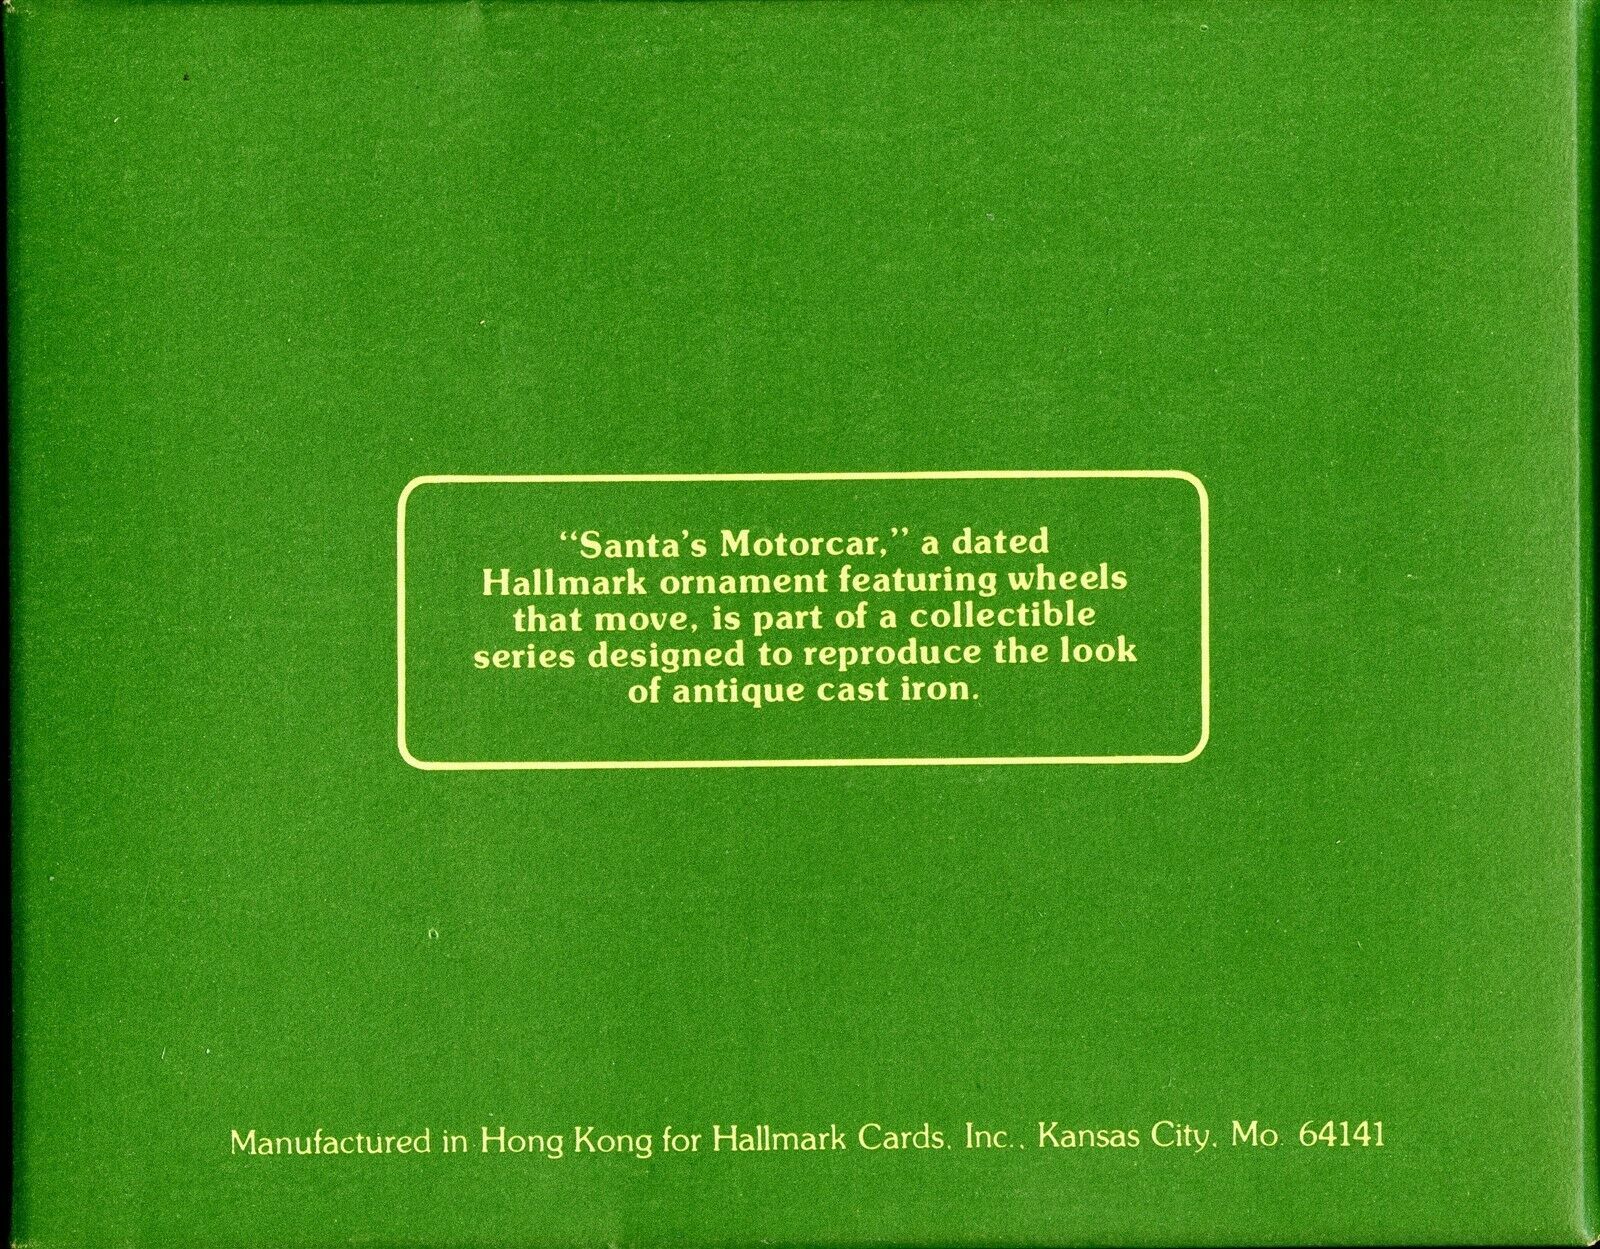 “Santa’s Motorcar,” a dated
Hallmark ornament featuring wheels
that move, is part of a collectible
series designed to reproduce the look
of antique cast iron.
Manufactured in Hong Kong for Hallmark Cards, Inc., Kansas City, Mo. 64141